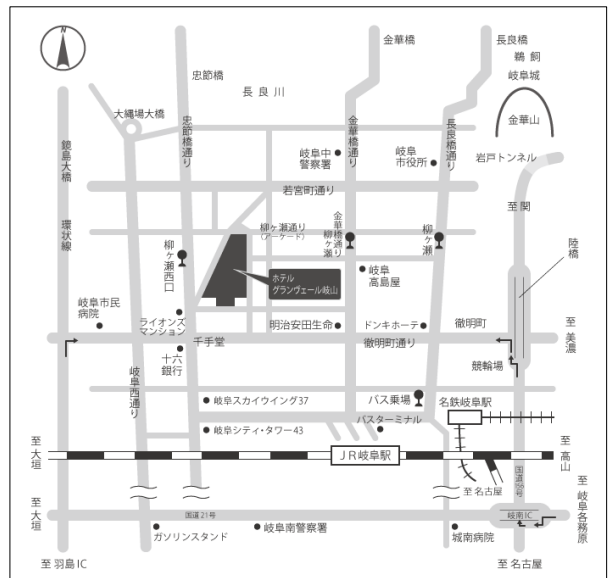 金華橋
長良橋
鵜 飼
岐阜城
金華山
忠節橋
長 良 川
大縄場大橋
鏡島大橋
環状線
忠節橋通り
金華橋通り
長良橋通り
岐阜中
警察署
岐阜
市役所
岩戸トンネル
若宮町通り
至関
柳ヶ瀬通り
(アーケード)
金華橋通り
柳ヶ瀬
柳ヶ瀬
柳ヶ瀬西口
陸橋
岐阜
高島屋
ホテル
グランヴェール岐山
岐阜市民
病院
ライオンズ
マンション
千手堂
明治安田生命
ドンキホーテ
徹明町
徹明町通り
至美濃
十六
銀行
競輪場
岐阜西通り
岐阜スカイウイング37
バス乗場
名鉄岐阜駅
岐阜シティ・タワー43
バスターミナル
至大垣
JR岐阜駅
至高山
至名古屋
国道156号
至大垣
国道21号
岐南IC
至岐阜各務原
ガソリンスタンド
岐阜南警察署
城南病院
至羽島IC
至名古屋